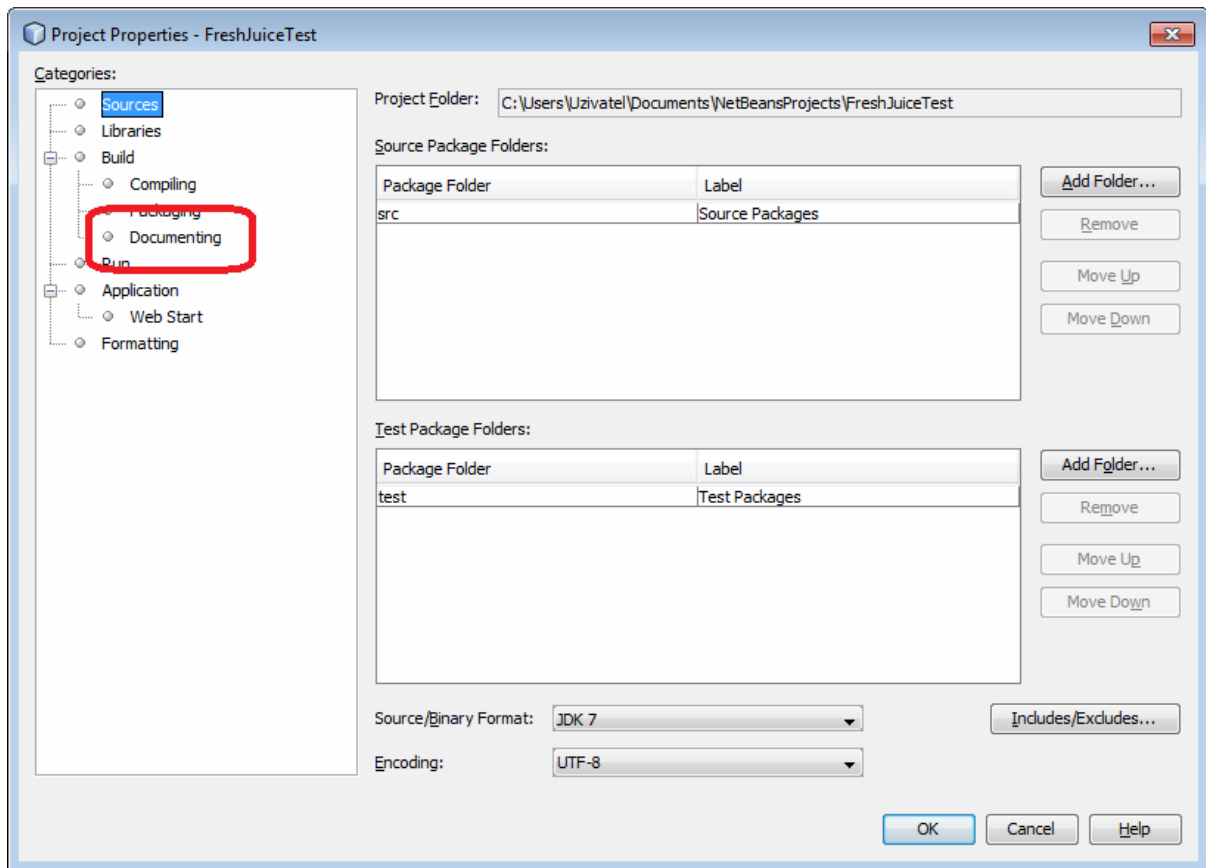 Project Properties - FreshJuiceTest
Categories:
Sources
Libraries
Build
Compiling
Packaging
Documenting
Run
Application
Web Start
Formatting
Project Folder: C:\Users\Uzivatel\Documents\NetBeansProjects\FreshJuiceTest
Source Package Folders:
Package Folder Label
src Source Packages
Add Folder...
Remove
Move Up
Move Down
Test Package Folders:
Package Folder Label
test Test Packages
Add Folder...
Remove
Move Up
Move Down
Source/Binary Format: JDK 7 Includes/Excludes...
Encoding: UTF-8
OK Cancel Help